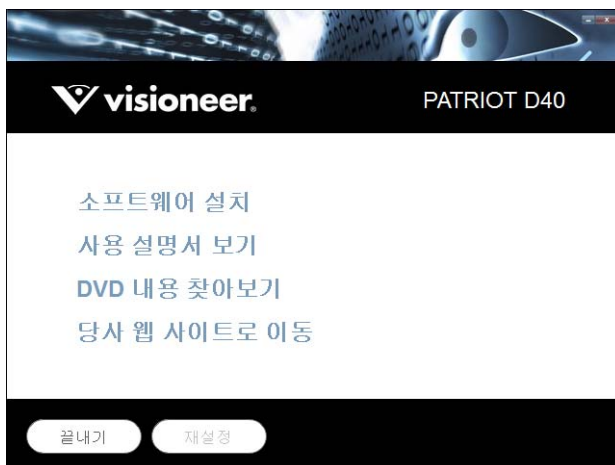 visioneer.
PATRIOT D40
소프트웨어 설치
사용 설명서 보기
DVD 내용 찾아보기
당사 웹 사이트로 이동
끝내기
재설정